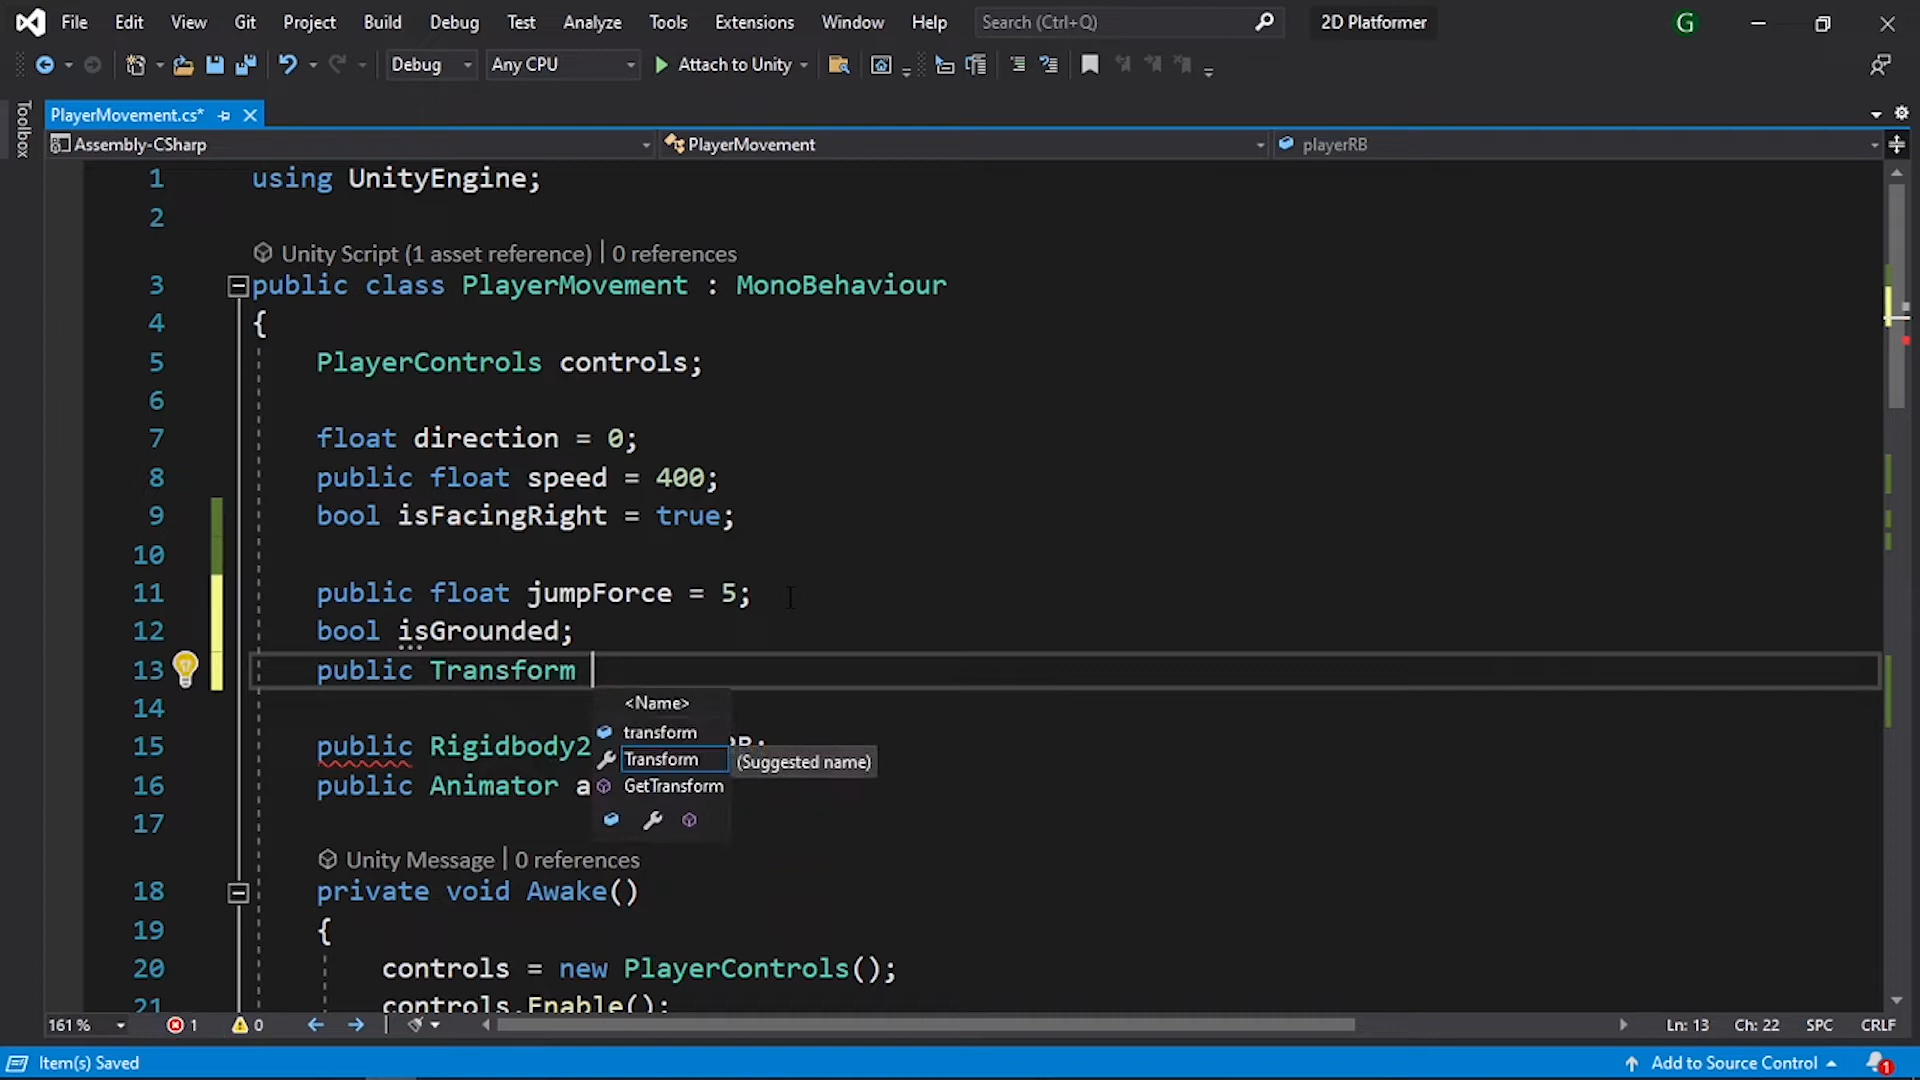 File Edit View Git Project Build Debug Test Analyze Tools Extensions Window Help Search (Ctrl+Q) 2D Platformer G
Debug Any CPU Attach to Unity
Toolbox
PlayerMovement.cs*
Assembly-CSharp PlayerMovement playerRB
1 using UnityEngine;
2
Unity Script (1 asset reference) | 0 references
3 public class PlayerMovement : MonoBehaviour
4 {
5 PlayerControls controls;
6
7 float direction = 0;
8 public float speed = 400;
9 bool isFacingRight = true;
10
11 public float jumpForce = 5;
12 bool isGrounded;
13 public Transform
<Name>
14
transform
15 public Rigidbody2 RB;
Transform (Suggested name)
16 public Animator a
GetTransform
17
Unity Message | 0 references
18 private void Awake()
19 {
20 controls = new PlayerControls();
21 controls.Enable();
161 % 1 0 Ln: 13 Ch: 22 SPC CRLF
Item(s) Saved Add to Source Control 1